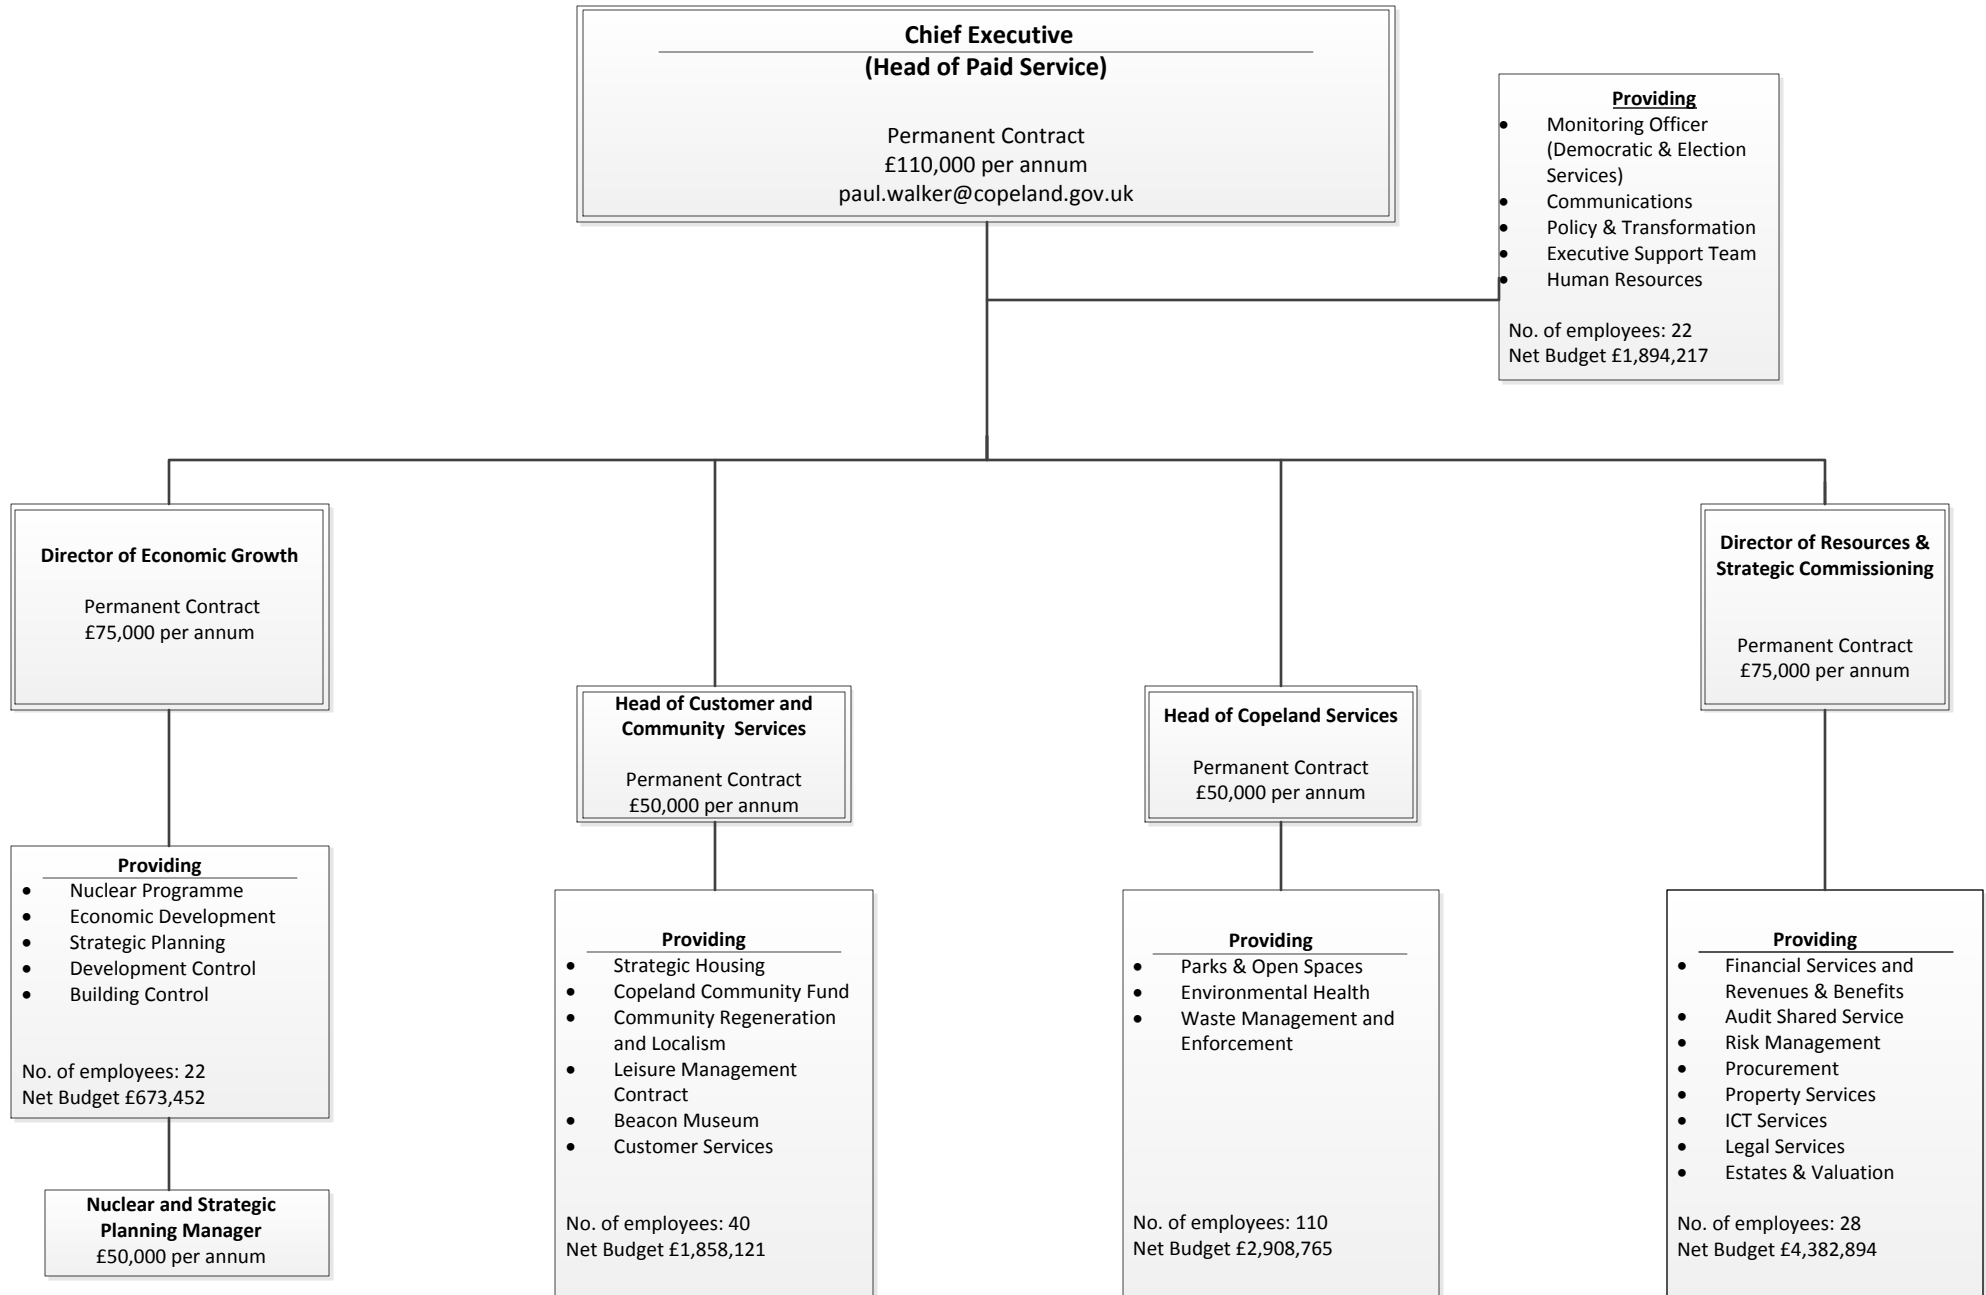 Chief Executive
(Head of Paid Service)
Permanent Contract
£110,000 per annum
paul.walker@copeland.gov.uk
Providing
• Monitoring Officer
(Democratic & Election
Services)
• Communications
• Policy & Transformation
• Executive Support Team
• Human Resources
No. of employees: 22
Net Budget £1,894,217
Director of Economic Growth
Permanent Contract
£75,000 per annum
Providing
• Nuclear Programme
• Economic Development
• Strategic Planning
• Development Control
• Building Control
No. of employees: 22
Net Budget £673,452
Nuclear and Strategic
Planning Manager
£50,000 per annum
Head of Customer and
Community Services
Permanent Contract
£50,000 per annum
Providing
• Strategic Housing
• Copeland Community Fund
• Community Regeneration
and Localism
• Leisure Management
Contract
• Beacon Museum
• Customer Services
No. of employees: 40
Net Budget £1,858,121
Head of Copeland Services
Permanent Contract
£50,000 per annum
Providing
• Parks & Open Spaces
• Environmental Health
• Waste Management and
Enforcement
No. of employees: 110
Net Budget £2,908,765
Director of Resources &
Strategic Commissioning
Permanent Contract
£75,000 per annum
Providing
• Financial Services and
Revenues & Benefits
• Audit Shared Service
• Risk Management
• Procurement
• Property Services
• ICT Services
• Legal Services
• Estates & Valuation
No. of employees: 28
Net Budget £4,382,894